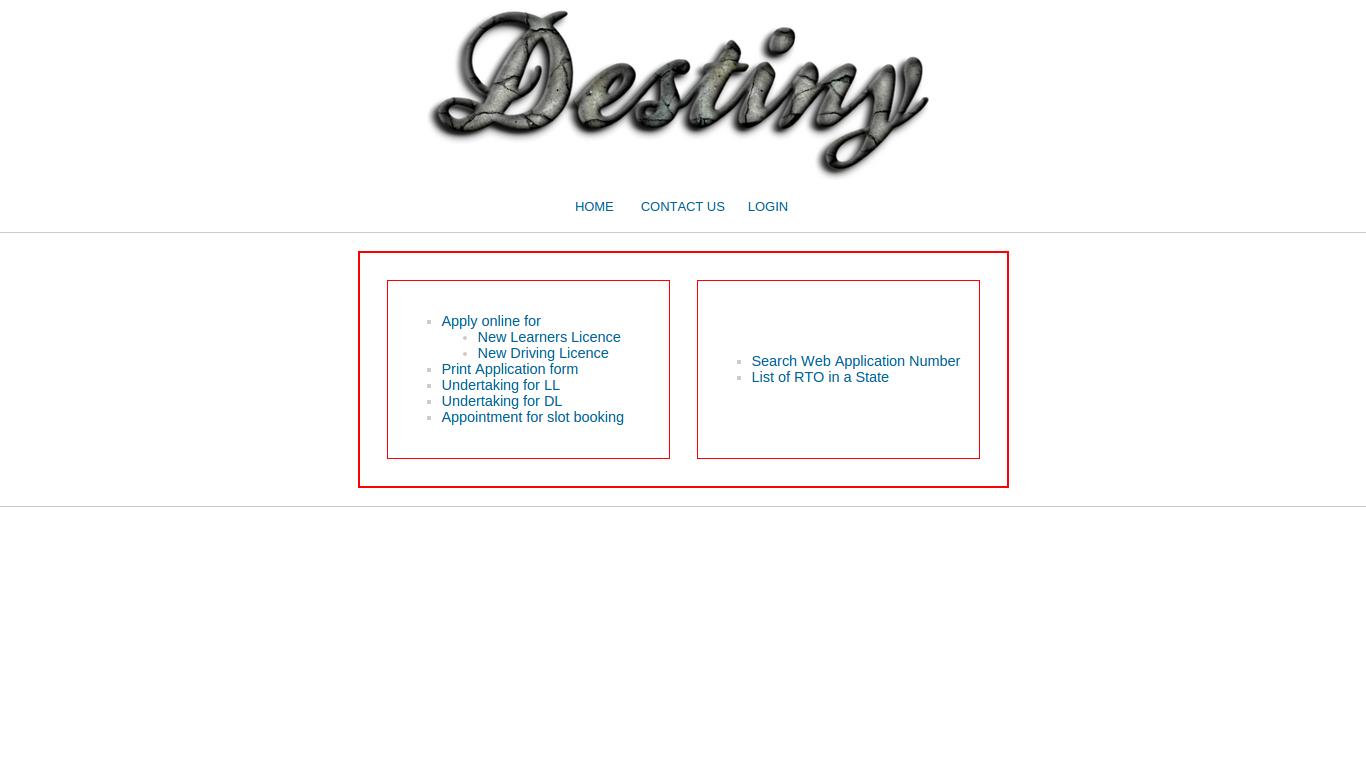 Destiny
HOME CONTACT US LOGIN
Apply online for
New Learners Licence
New Driving Licence
Print Application form
Undertaking for LL
Undertaking for DL
Appointment for slot booking
Search Web Application Number
List of RTO in a State